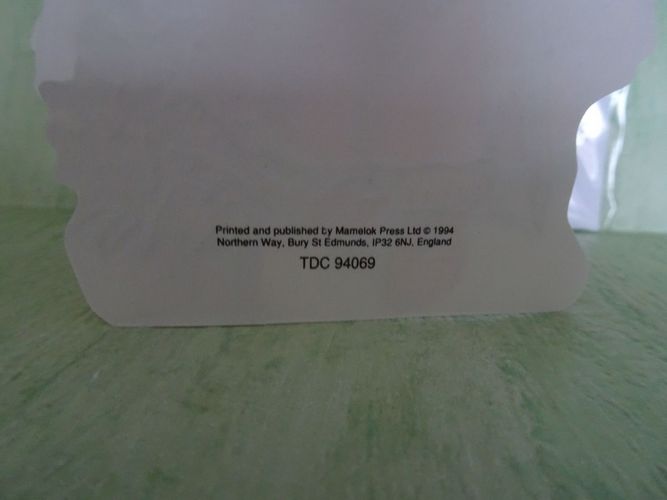 Printed and published by Mamelok Press Ltd © 1994
Northern Way, Bury St Edmunds, IP32 6NJ, England
TDC 94069